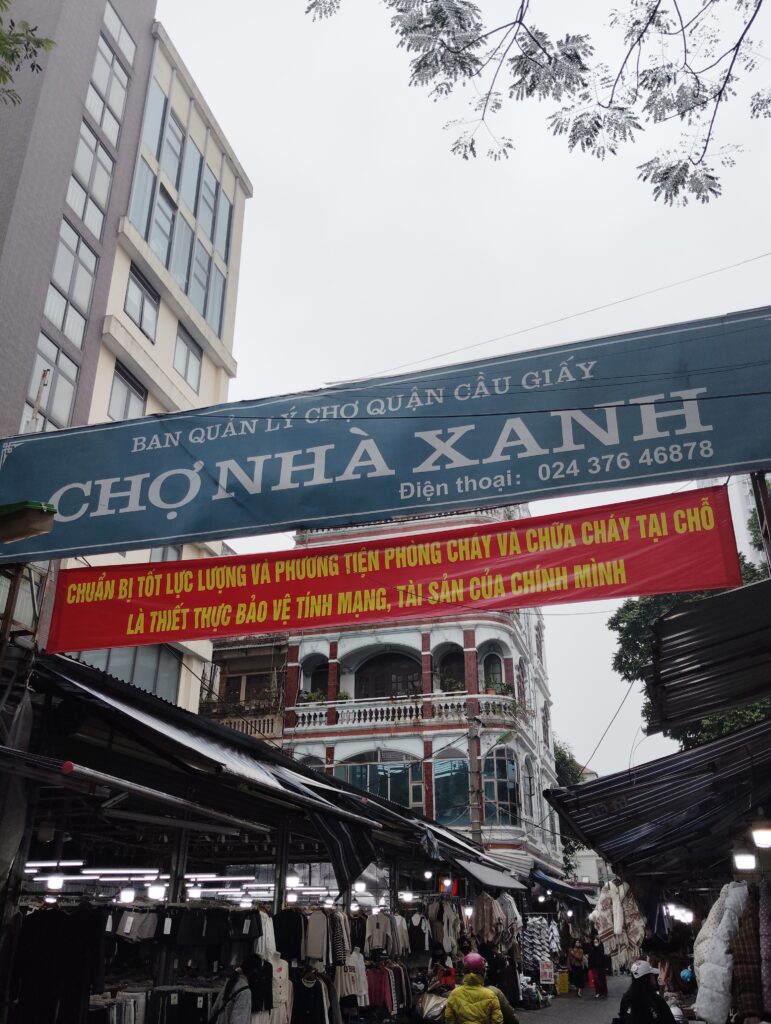 BAN QUẢN LÝ CHỢ QUẬN CẦU GIẤY
CHỢ NHÀ XANH
Điện thoại: 024 376 46878
CHUẨN BỊ TỐT LỰC LƯỢNG VÀ PHƯƠNG TIỆN PHÒNG CHÁY VÀ CHỮA CHÁY TẠI CHỖ
LÀ THIẾT THỰC BẢO VỆ TÍNH MẠNG, TÀI SẢN CỦA CHÍNH MÌNH